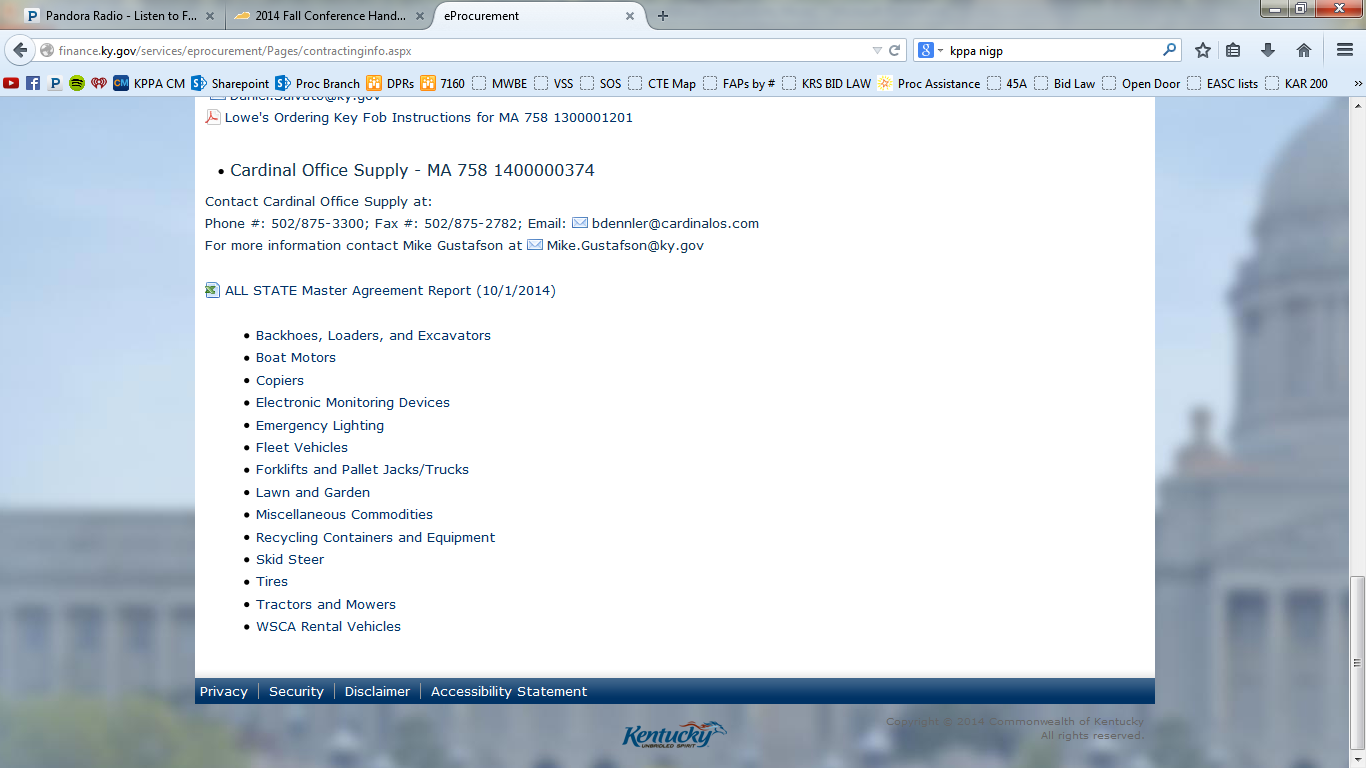 Pandora Radio - Listen to F...
2014 Fall Conference Hand...
eProcurement
finance.ky.gov/services/eprocurement/Pages/contractinginfo.aspx
kppa nigp
KPPA CM Sharepoint Proc Branch DPRs 7160 MWBE VSS SOS CTE Map FAPs by # KRS BID LAW Proc Assistance 45A Bid Law Open Door EASC lists KAR 200 »
Daniel.Salvato@ky.gov
Lowe's Ordering Key Fob Instructions for MA 758 1300001201
• Cardinal Office Supply - MA 758 1400000374
Contact Cardinal Office Supply at:
Phone #: 502/875-3300; Fax #: 502/875-2782; Email: bdennler@cardinalos.com
For more information contact Mike Gustafson at Mike.Gustafson@ky.gov
ALL STATE Master Agreement Report (10/1/2014)
• Backhoes, Loaders, and Excavators
• Boat Motors
• Copiers
• Electronic Monitoring Devices
• Emergency Lighting
• Fleet Vehicles
• Forklifts and Pallet Jacks/Trucks
• Lawn and Garden
• Miscellaneous Commodities
• Recycling Containers and Equipment
• Skid Steer
• Tires
• Tractors and Mowers
• WSCA Rental Vehicles
Privacy | Security | Disclaimer | Accessibility Statement
Kentucky
UNBRIDLED SPIRIT
Copyright © 2014 Commonwealth of Kentucky
All rights reserved.